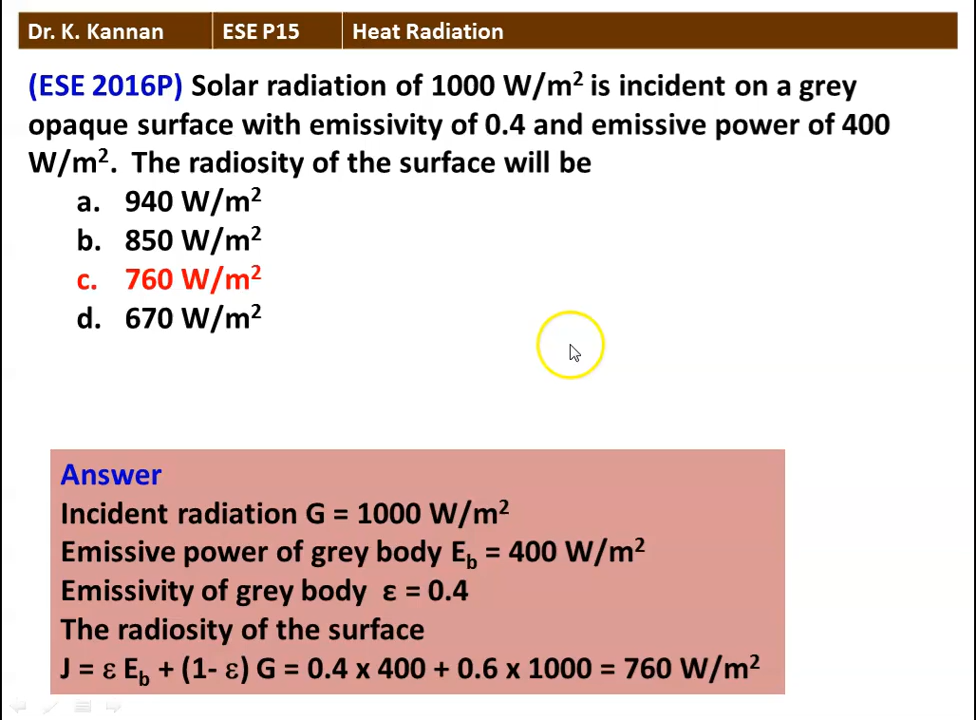 Dr. K. Kannan ESE P15 Heat Radiation
(ESE 2016P) Solar radiation of 1000 W/m² is incident on a grey
opaque surface with emissivity of 0.4 and emissive power of 400
W/m². The radiosity of the surface will be
a. 940 W/m²
b. 850 W/m²
c. 760 W/m²
d. 670 W/m²
Answer
Incident radiation G = 1000 W/m²
Emissive power of grey body E_b = 400 W/m²
Emissivity of grey body ε = 0.4
The radiosity of the surface
J = ε E_b + (1- ε) G = 0.4 x 400 + 0.6 x 1000 = 760 W/m²